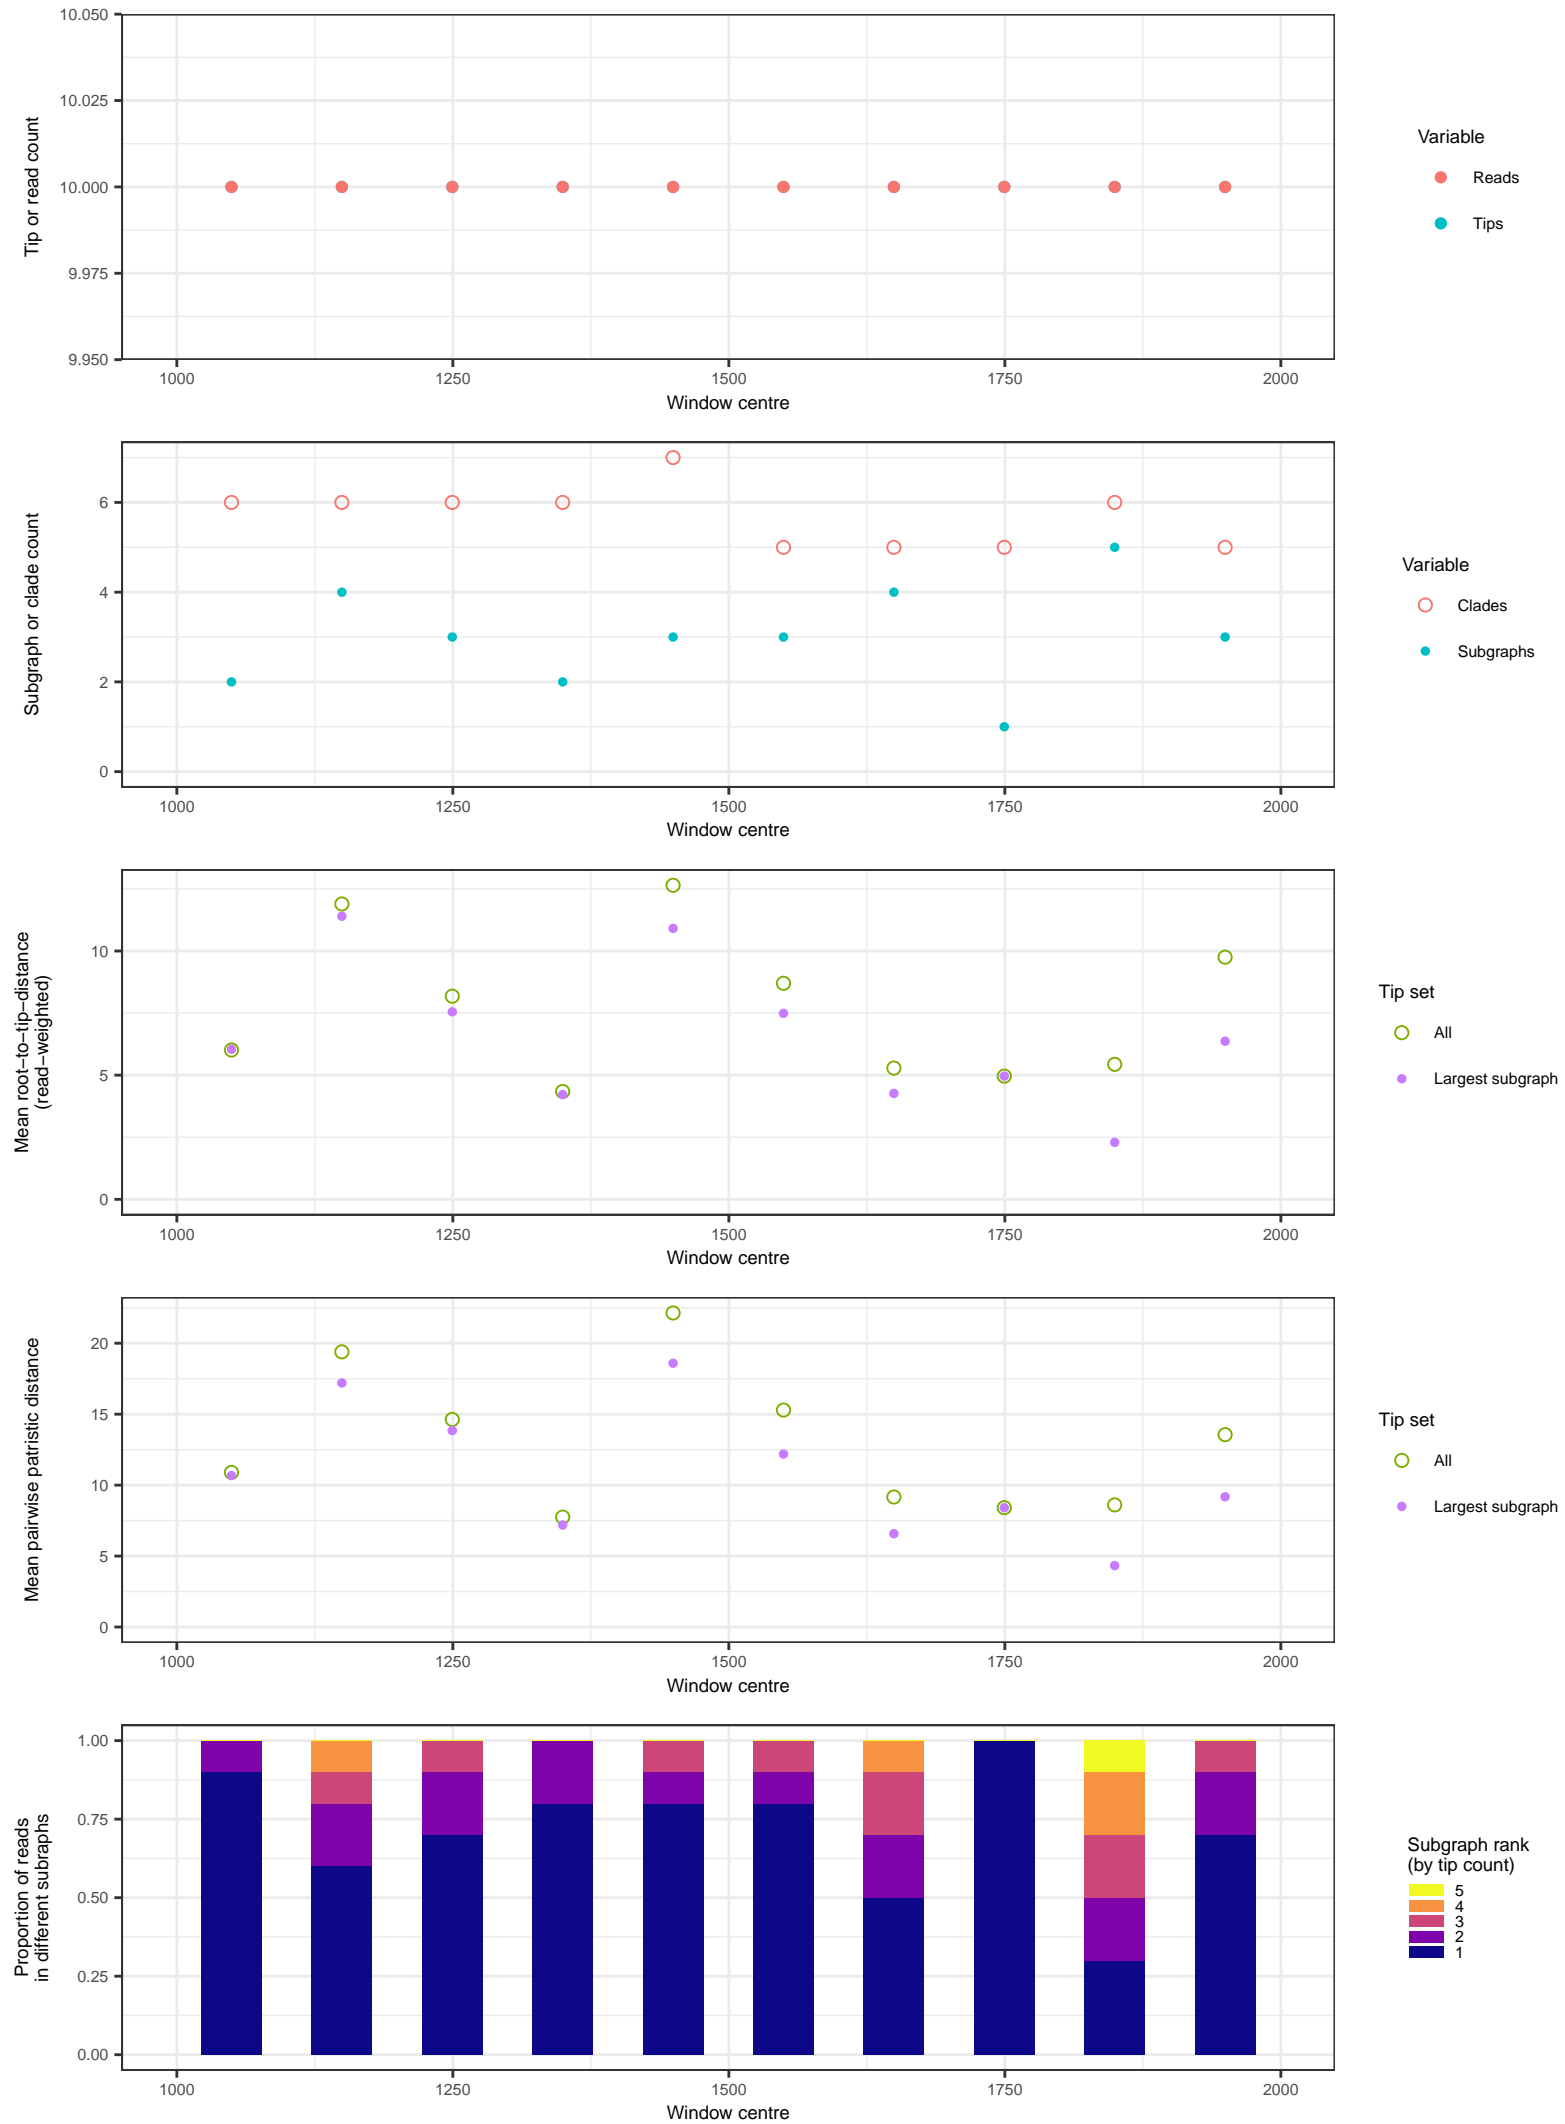 10.050
10.025
10.000
9.975
9.950
Tip or read count
1000 1250 1500 1750 2000
Window centre
Variable
Reads
Tips
6
4
2
0
Subgraph or clade count
1000 1250 1500 1750 2000
Window centre
Variable
Clades
Subgraphs
10
5
0
Mean root−to−tip−distance
(read−weighted)
1000 1250 1500 1750 2000
Window centre
Tip set
All
Largest subgraph
20
15
10
5
0
Mean pairwise patristic distance
1000 1250 1500 1750 2000
Window centre
Tip set
All
Largest subgraph
1.00
0.75
0.50
0.25
0.00
Proportion of reads
in different subraphs
1000 1250 1500 1750 2000
Window centre
Subgraph rank
(by tip count)
5
4
3
2
1